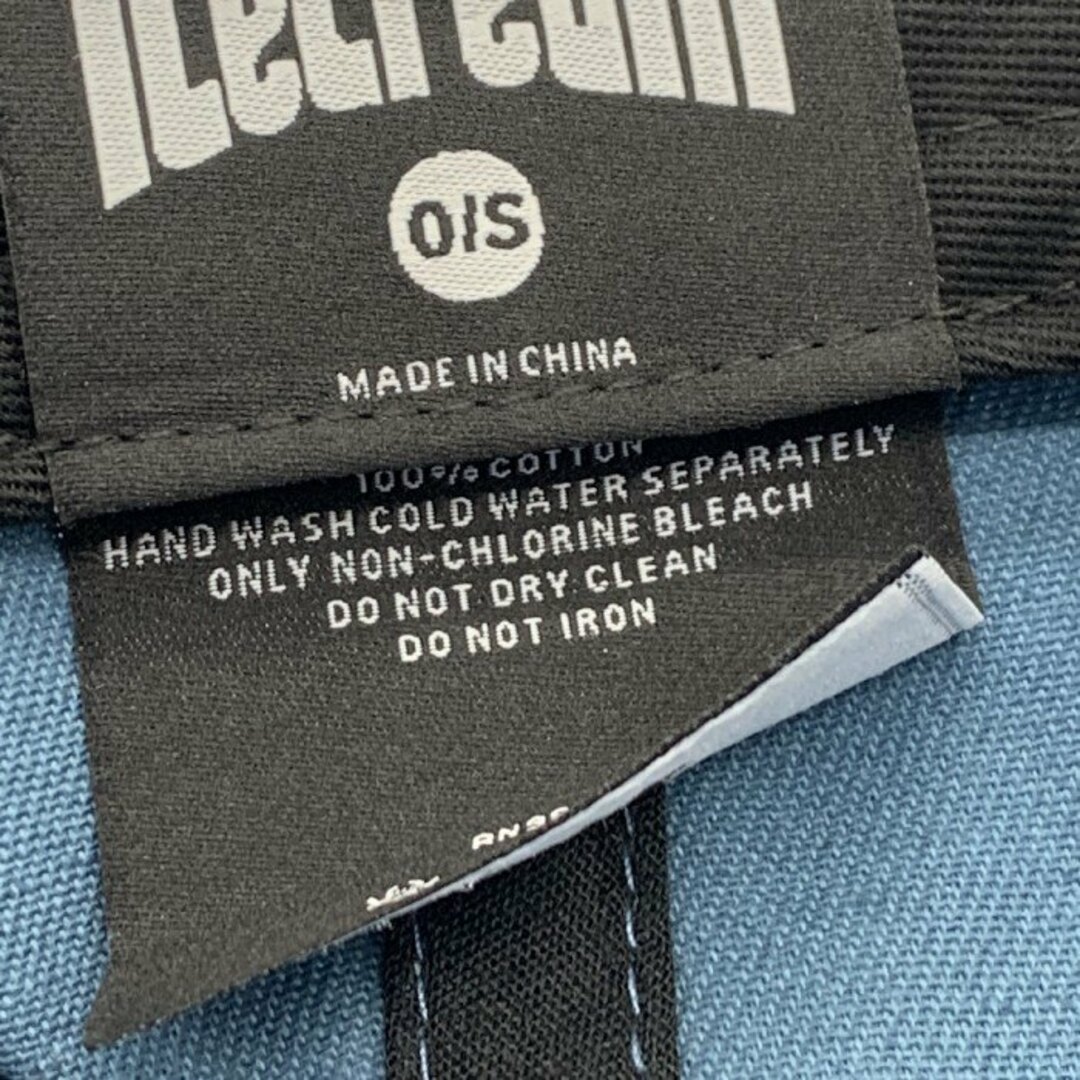 Icecream
O/S
MADE IN CHINA
100% COTTON
HAND WASH COLD WATER SEPARATELY
ONLY NON-CHLORINE BLEACH
DO NOT DRY CLEAN
DO NOT IRON